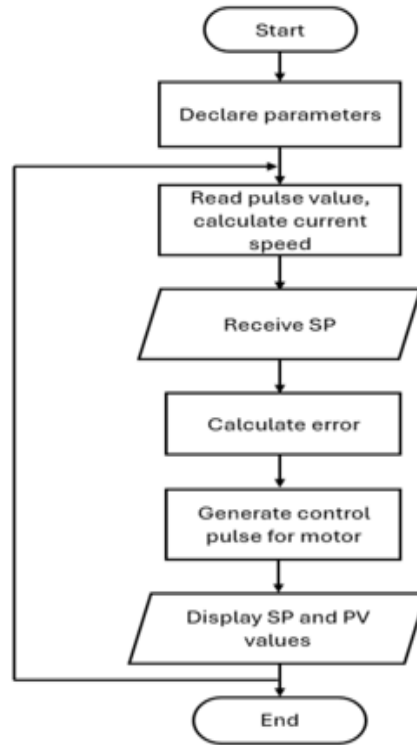 Start
Declare parameters
Read pulse value,
calculate current
speed
Receive SP
Calculate error
Generate control
pulse for motor
Display SP and PV
values
End